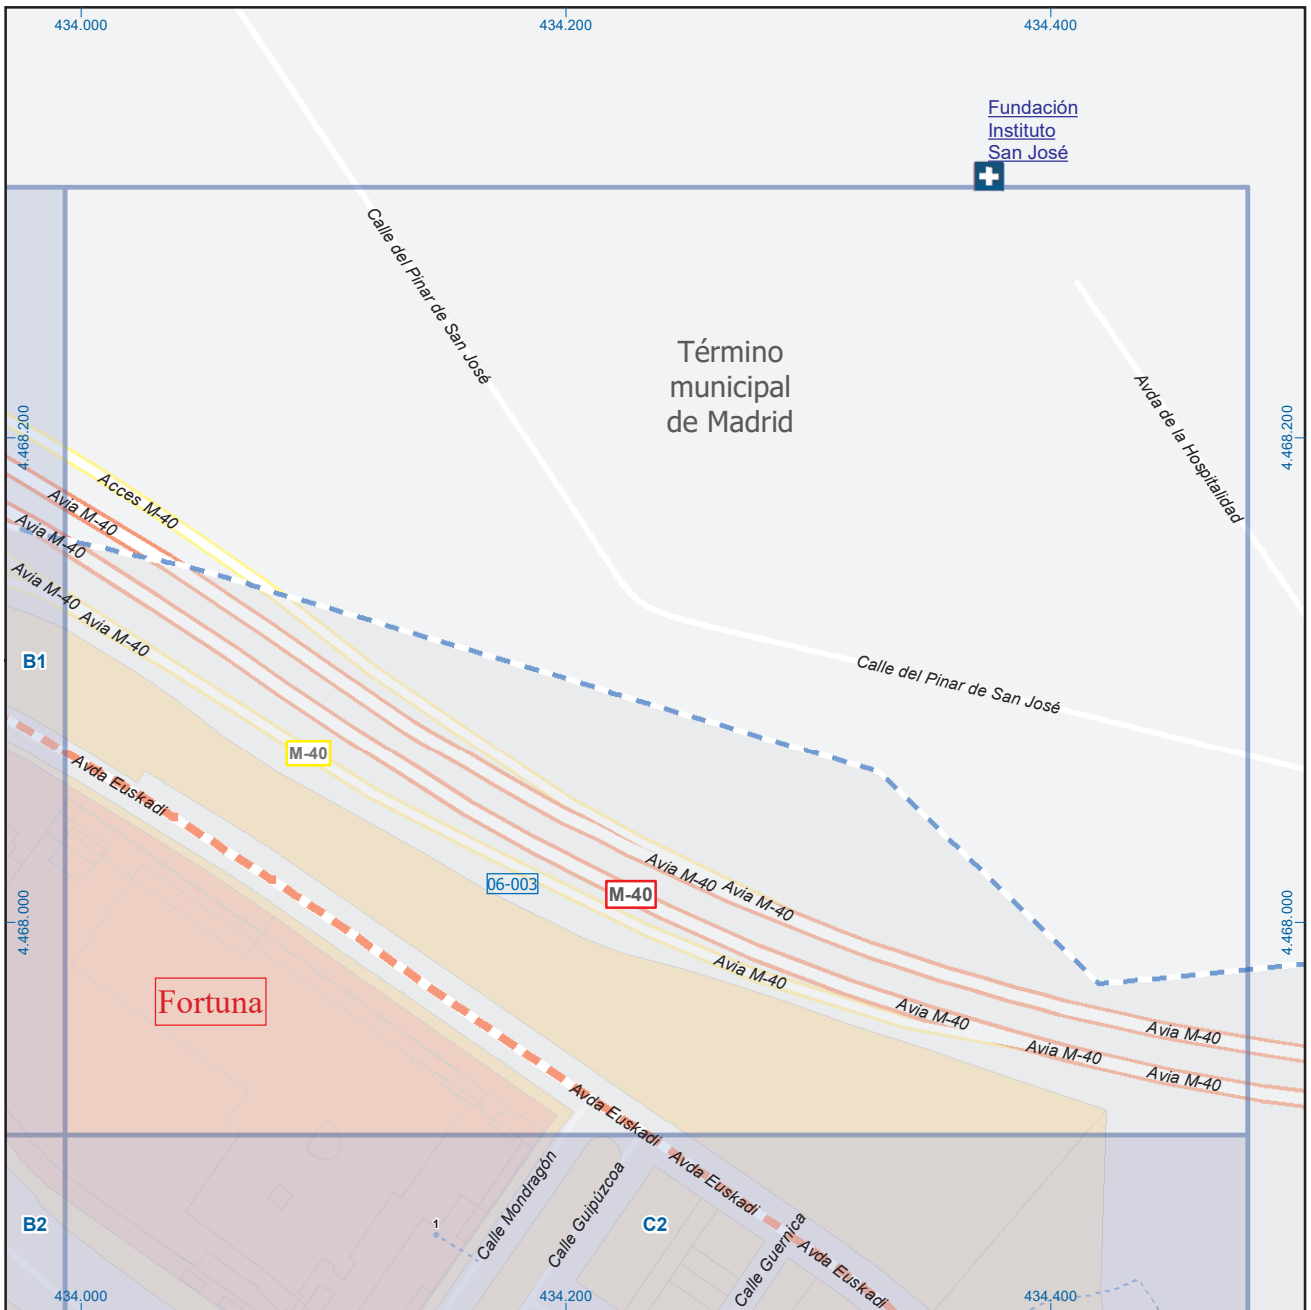 434.000
434.200
434.400
Fundación
Instituto
San José
Calle del Pinar de San José
Término
municipal
de Madrid
Avda de la Hospitalidad
4.468.200
4.468.200
Acces M-40
Avia M-40
Avia M-40
Avia M-40
Avia M-40
B1
Calle del Pinar de San José
M-40
Avda Euskadi
Avia M-40
Avia M-40
06-003
M-40
4.468.000
4.468.000
Avia M-40
Fortuna
Avia M-40
Avia M-40
Avia M-40
Avia M-40
Avda Euskadi
Avda Euskadi
Calle Mondragón
Calle Guipúzcoa
B2
1
C2
Calle Guernica
Avda Euskadi
434.000
434.200
434.400